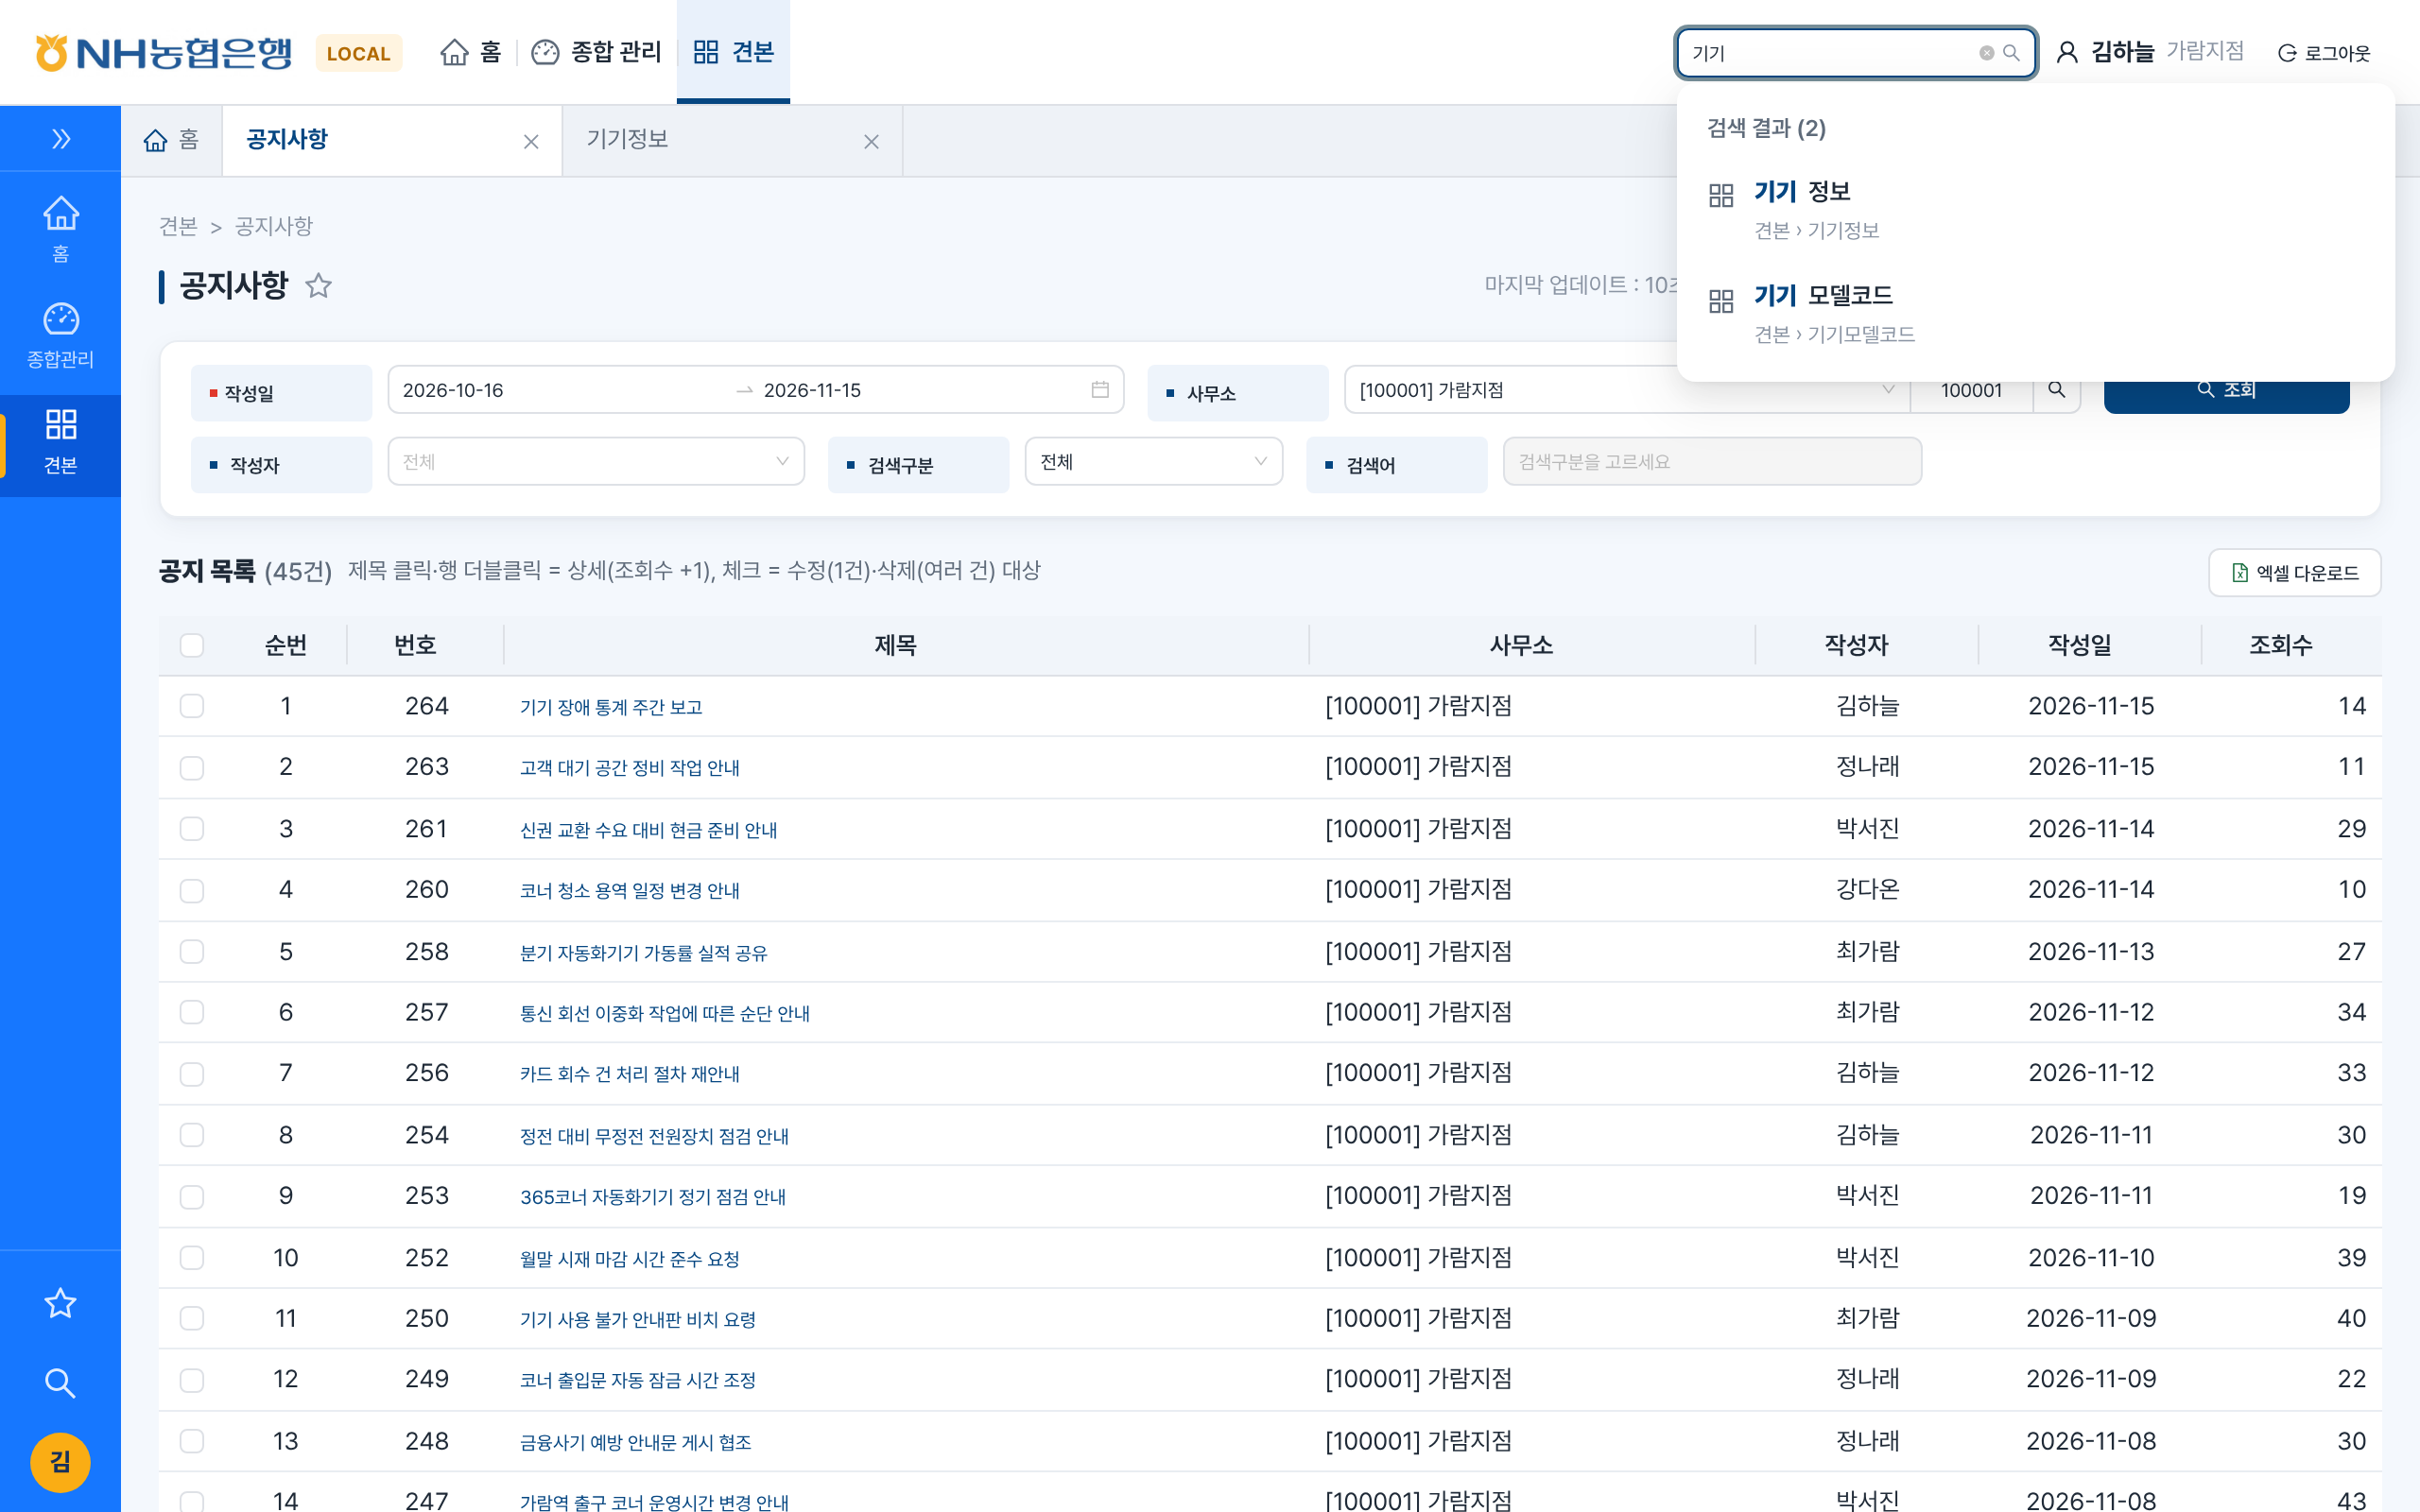 NH농협은행 LOCAL 홈 종합 관리 견본 기기 김하늘 가람지점 로그아웃
홈 공지사항 기기정보
검색 결과 (2)
기기 정보
견본 › 기기정보
기기 모델코드
견본 › 기기모델코드
홈
종합관리
견본
김
견본 > 공지사항
공지사항 마지막 업데이트 : 10
작성일 2026-10-16 → 2026-11-15 사무소 [100001] 가람지점 100001 조회
작성자 전체 검색구분 전체 검색어 검색구분을 고르세요
공지 목록 (45건) 제목 클릭·행 더블클릭 = 상세(조회수 +1), 체크 = 수정(1건)·삭제(여러 건) 대상 엑셀 다운로드
순번 번호 제목 사무소 작성자 작성일 조회수
1 264 기기 장애 통계 주간 보고 [100001] 가람지점 김하늘 2026-11-15 14
2 263 고객 대기 공간 정비 작업 안내 [100001] 가람지점 정나래 2026-11-15 11
3 261 신권 교환 수요 대비 현금 준비 안내 [100001] 가람지점 박서진 2026-11-14 29
4 260 코너 청소 용역 일정 변경 안내 [100001] 가람지점 강다온 2026-11-14 10
5 258 분기 자동화기기 가동률 실적 공유 [100001] 가람지점 최가람 2026-11-13 27
6 257 통신 회선 이중화 작업에 따른 순단 안내 [100001] 가람지점 최가람 2026-11-12 34
7 256 카드 회수 건 처리 절차 재안내 [100001] 가람지점 김하늘 2026-11-12 33
8 254 정전 대비 무정전 전원장치 점검 안내 [100001] 가람지점 김하늘 2026-11-11 30
9 253 365코너 자동화기기 정기 점검 안내 [100001] 가람지점 박서진 2026-11-11 19
10 252 월말 시재 마감 시간 준수 요청 [100001] 가람지점 박서진 2026-11-10 39
11 250 기기 사용 불가 안내판 비치 요령 [100001] 가람지점 최가람 2026-11-09 40
12 249 코너 출입문 자동 잠금 시간 조정 [100001] 가람지점 정나래 2026-11-09 22
13 248 금융사기 예방 안내문 게시 협조 [100001] 가람지점 정나래 2026-11-08 30
14 247 가람역 출구 코너 운영시간 변경 안내 [100001] 가람지점 박서진 2026-11-08 43